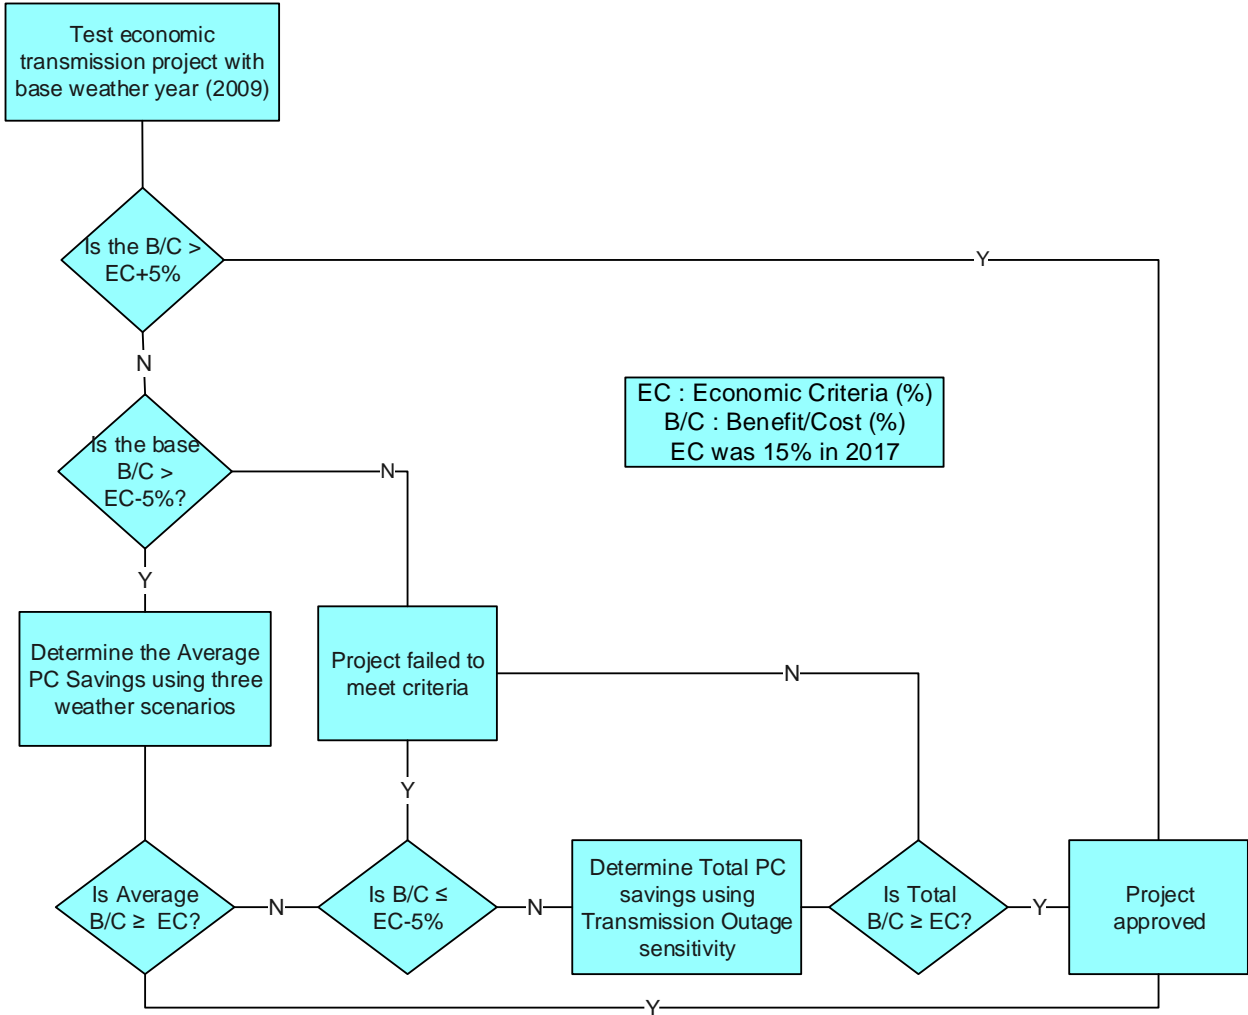 Test economic
transmission project with
base weather year (2009)
Is the B/C >
EC+5%
Y
N
EC : Economic Criteria (%)
B/C : Benefit/Cost (%)
EC was 15% in 2017
Is the base
B/C >
EC-5%?
N
Y
Determine the Average
PC Savings using three
weather scenarios
Project failed to
meet criteria
N
Y
Is Average
B/C ≥ EC?
N
Is B/C ≤
EC-5%
N
Determine Total PC
savings using
Transmission Outage
sensitivity
Is Total
B/C ≥ EC?
Y
Project
approved
Y